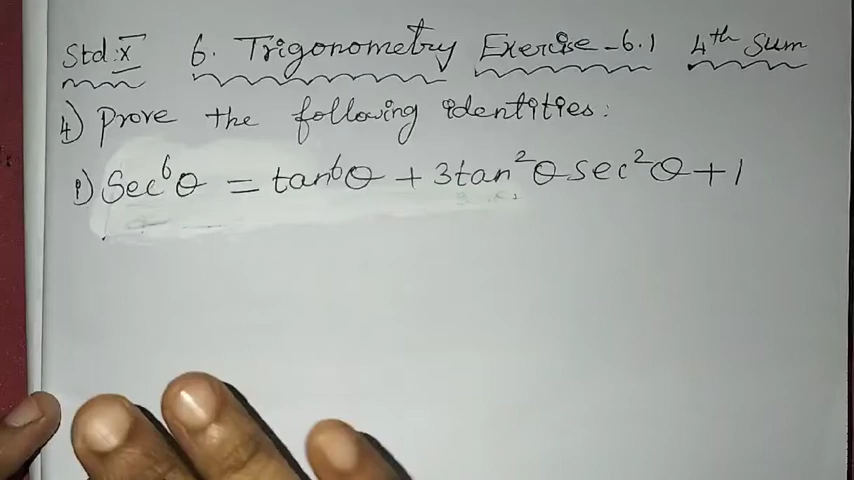 Std:X 6. Trigonometry Exercise-6.1 4th Sum
4) Prove the following identities:
i) Sec⁶θ = tan⁶θ + 3tan²θ sec²θ + 1